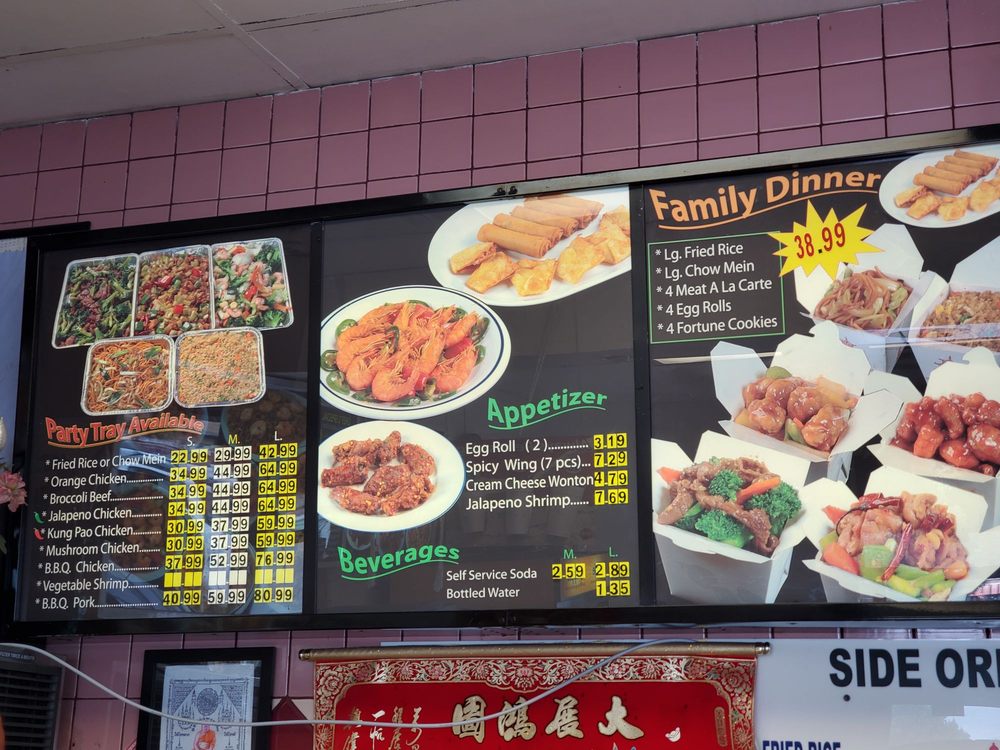 Party Tray Available
S. M. L.
* Fried Rice or Chow Mein 22.99 29.99 42.99
* Orange Chicken 34.99 44.99 64.99
* Broccoli Beef 34.99 44.99 64.99
* Jalapeno Chicken 34.99 44.99 64.99
* Kung Pao Chicken 30.99 37.99 59.99
* Mushroom Chicken 30.99 37.99 59.99
* B.B.Q. Chicken 37.99 52.99 76.99
* Vegetable Shrimp
* B.B.Q. Pork 40.99 59.99 80.99
Appetizer
Egg Roll ( 2 ) 3.19
Spicy Wing (7 pcs) 7.29
Cream Cheese Wonton 4.79
Jalapeno Shrimp 7.69
Beverages
M. L.
Self Service Soda 2.59 2.89
Bottled Water 1.35
Family Dinner
38.99
* Lg. Fried Rice
* Lg. Chow Mein
* 4 Meat A La Carte
* 4 Egg Rolls
* 4 Fortune Cookies
大展鴻圖
SIDE OR
FRIED RICE